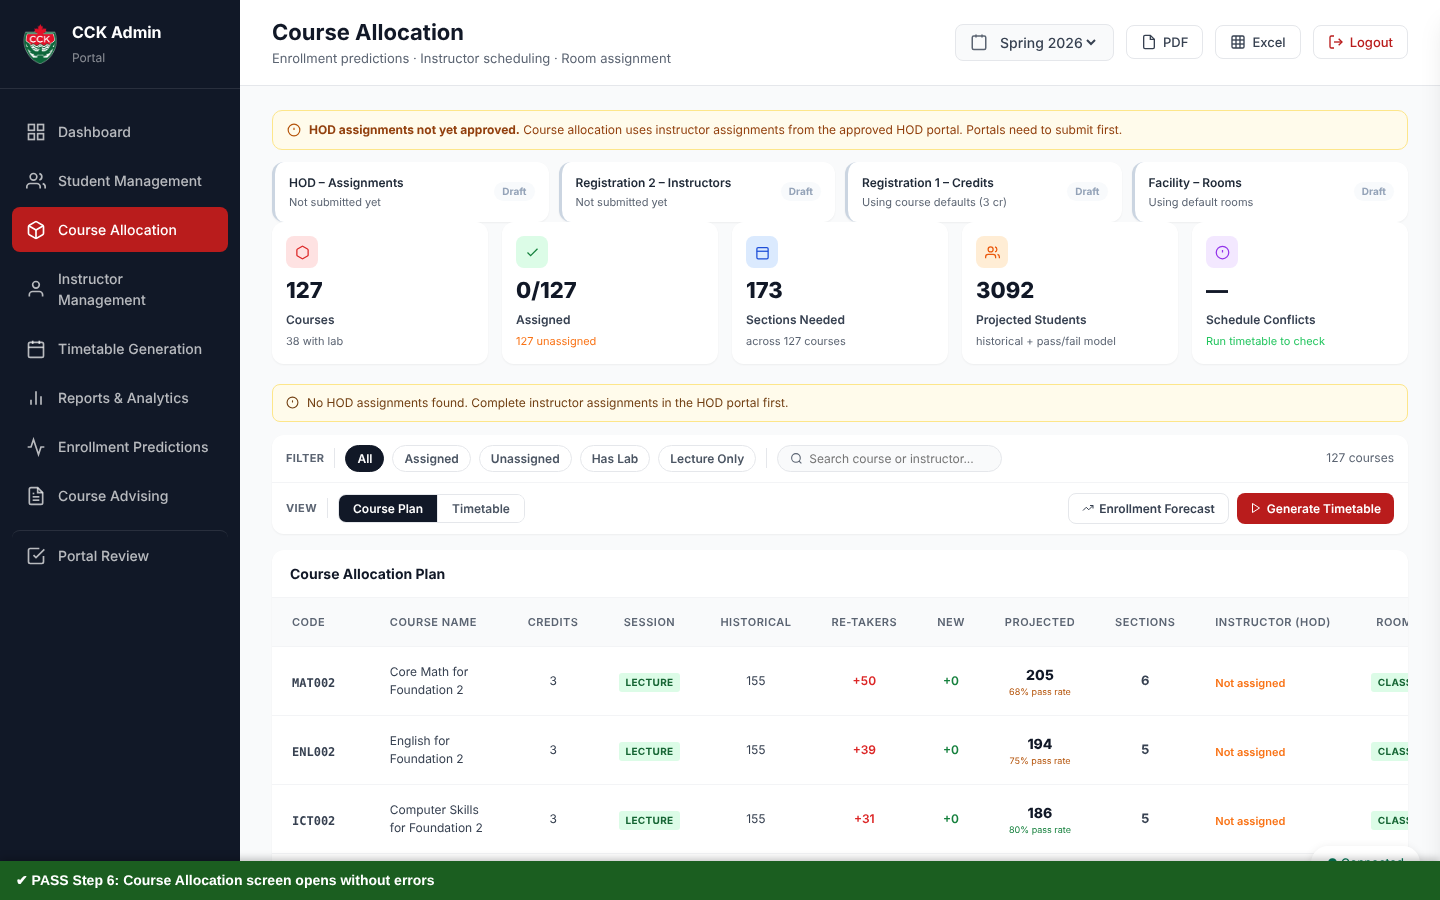 CCK Admin
Portal
CCK
Dashboard
Student Management
Course Allocation
Instructor
Management
Timetable Generation
Reports & Analytics
Enrollment Predictions
Course Advising
Portal Review
Course Allocation
Enrollment predictions · Instructor scheduling · Room assignment
Spring 2026
PDF
Excel
Logout
HOD assignments not yet approved. Course allocation uses instructor assignments from the approved HOD portal. Portals need to submit first.
HOD – Assignments
Not submitted yet
Draft
Registration 2 – Instructors
Not submitted yet
Draft
Registration 1 – Credits
Using course defaults (3 cr)
Draft
Facility – Rooms
Using default rooms
Draft
127
Courses
38 with lab
0/127
Assigned
127 unassigned
173
Sections Needed
across 127 courses
3092
Projected Students
historical + pass/fail model
—
Schedule Conflicts
Run timetable to check
No HOD assignments found. Complete instructor assignments in the HOD portal first.
FILTER
All
Assigned
Unassigned
Has Lab
Lecture Only
Search course or instructor...
127 courses
VIEW
Course Plan
Timetable
Enrollment Forecast
Generate Timetable
Course Allocation Plan
CODE COURSE NAME CREDITS SESSION HISTORICAL RE-TAKERS NEW PROJECTED SECTIONS INSTRUCTOR (HOD) ROOM
MAT002 Core Math for Foundation 2 3 LECTURE 155 +50 +0 205 68% pass rate 6 Not assigned CLASS
ENL002 English for Foundation 2 3 LECTURE 155 +39 +0 194 75% pass rate 5 Not assigned CLASS
ICT002 Computer Skills for Foundation 2 3 LECTURE 155 +31 +0 186 80% pass rate 5 Not assigned CLASS
✔ PASS Step 6: Course Allocation screen opens without errors